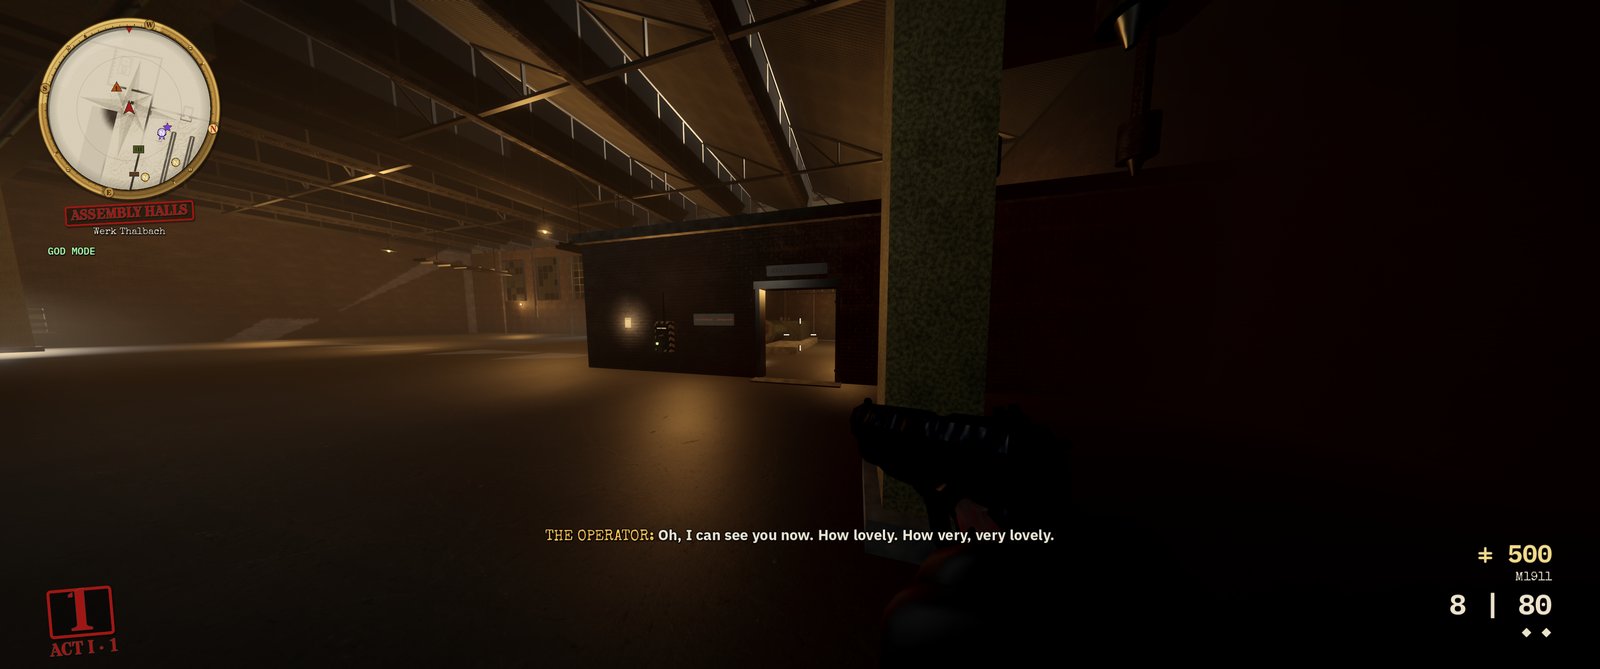 W
S
N
E
ASSEMBLY HALLS
Werk Thalbach
GOD MODE
THE OPERATOR: Oh, I can see you now. How lovely. How very, very lovely.
500
M1911
8 | 80
1
ACT I · 1